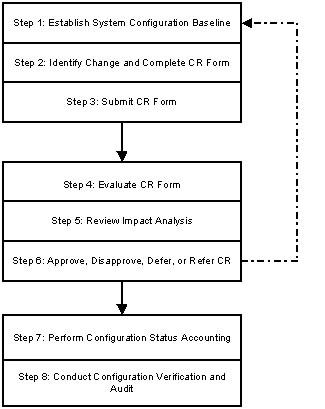 Step 1: Establish System Configuration Baseline
Step 2: Identify Change and Complete CR Form
Step 3: Submit CR Form
Step 4: Evaluate CR Form
Step 5: Review Impact Analysis
Step 6: Approve, Disapprove, Defer, or Refer CR
Step 7: Perform Configuration Status Accounting
Step 8: Conduct Configuration Verification and
Audit